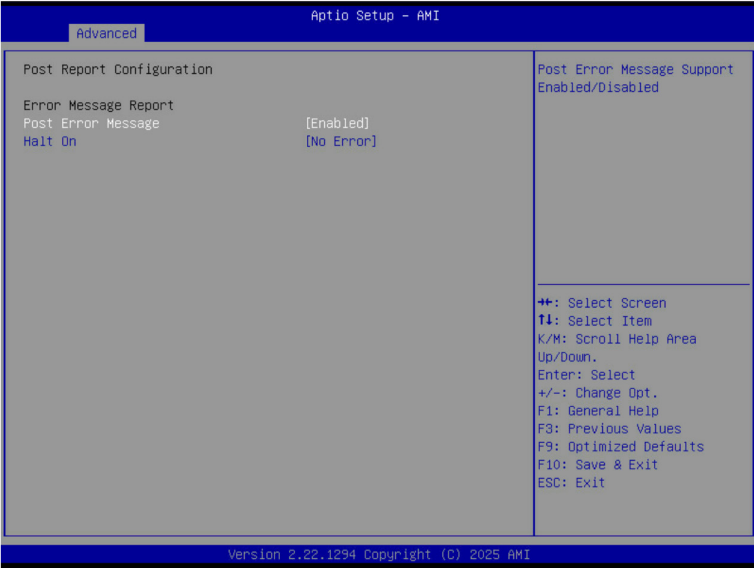 Aptio Setup – AMI
Advanced
Post Report Configuration
Error Message Report
Post Error Message [Enabled]
Halt On [No Error]
Post Error Message Support
Enabled/Disabled
→←: Select Screen
↑↓: Select Item
K/M: Scroll Help Area
Up/Down.
Enter: Select
+/-: Change Opt.
F1: General Help
F3: Previous Values
F9: Optimized Defaults
F10: Save & Exit
ESC: Exit
Version 2.22.1294 Copyright (C) 2025 AMI